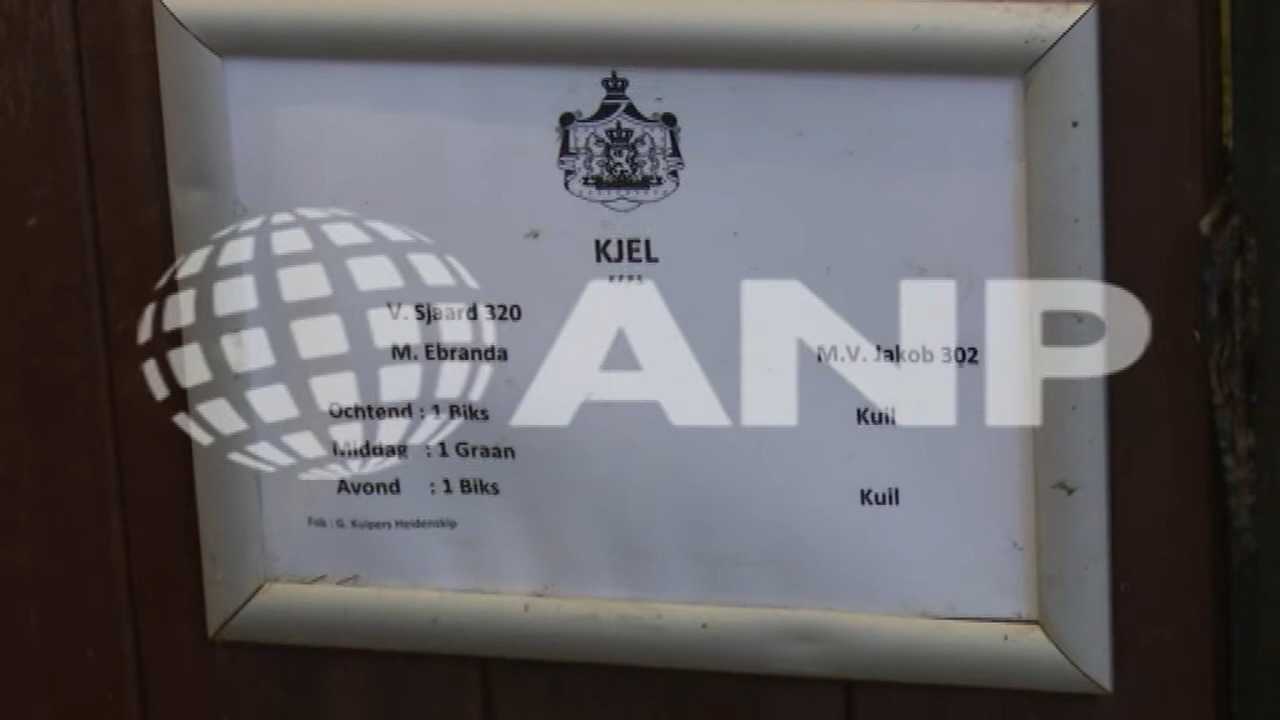 KJEL
V. Sjaard 320
M. Ebranda M.V. Jakob 302
Ochtend : 1 Biks Kuil
Middag : 1 Graan
Avond : 1 Biks Kuil
Fok : G. Kuipers Heidenskip
ANP